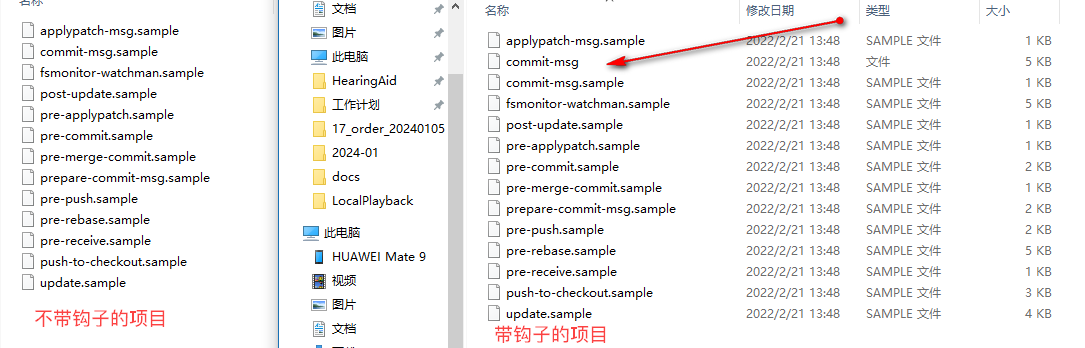 名称
applypatch-msg.sample
commit-msg.sample
fsmonitor-watchman.sample
post-update.sample
pre-applypatch.sample
pre-commit.sample
pre-merge-commit.sample
prepare-commit-msg.sample
pre-push.sample
pre-rebase.sample
pre-receive.sample
push-to-checkout.sample
update.sample
不带钩子的项目
文档
图片
此电脑
HearingAid
工作计划
17_order_20240105
2024-01
docs
LocalPlayback
此电脑
HUAWEI Mate 9
视频
图片
文档
名称 修改日期 类型 大小
applypatch-msg.sample 2022/2/21 13:48 SAMPLE 文件 1 KB
commit-msg 2022/2/21 13:48 文件 5 KB
commit-msg.sample 2022/2/21 13:48 SAMPLE 文件 1 KB
fsmonitor-watchman.sample 2022/2/21 13:48 SAMPLE 文件 5 KB
post-update.sample 2022/2/21 13:48 SAMPLE 文件 1 KB
pre-applypatch.sample 2022/2/21 13:48 SAMPLE 文件 1 KB
pre-commit.sample 2022/2/21 13:48 SAMPLE 文件 2 KB
pre-merge-commit.sample 2022/2/21 13:48 SAMPLE 文件 1 KB
prepare-commit-msg.sample 2022/2/21 13:48 SAMPLE 文件 2 KB
pre-push.sample 2022/2/21 13:48 SAMPLE 文件 2 KB
pre-rebase.sample 2022/2/21 13:48 SAMPLE 文件 5 KB
pre-receive.sample 2022/2/21 13:48 SAMPLE 文件 1 KB
push-to-checkout.sample 2022/2/21 13:48 SAMPLE 文件 3 KB
update.sample 2022/2/21 13:48 SAMPLE 文件 4 KB
带钩子的项目